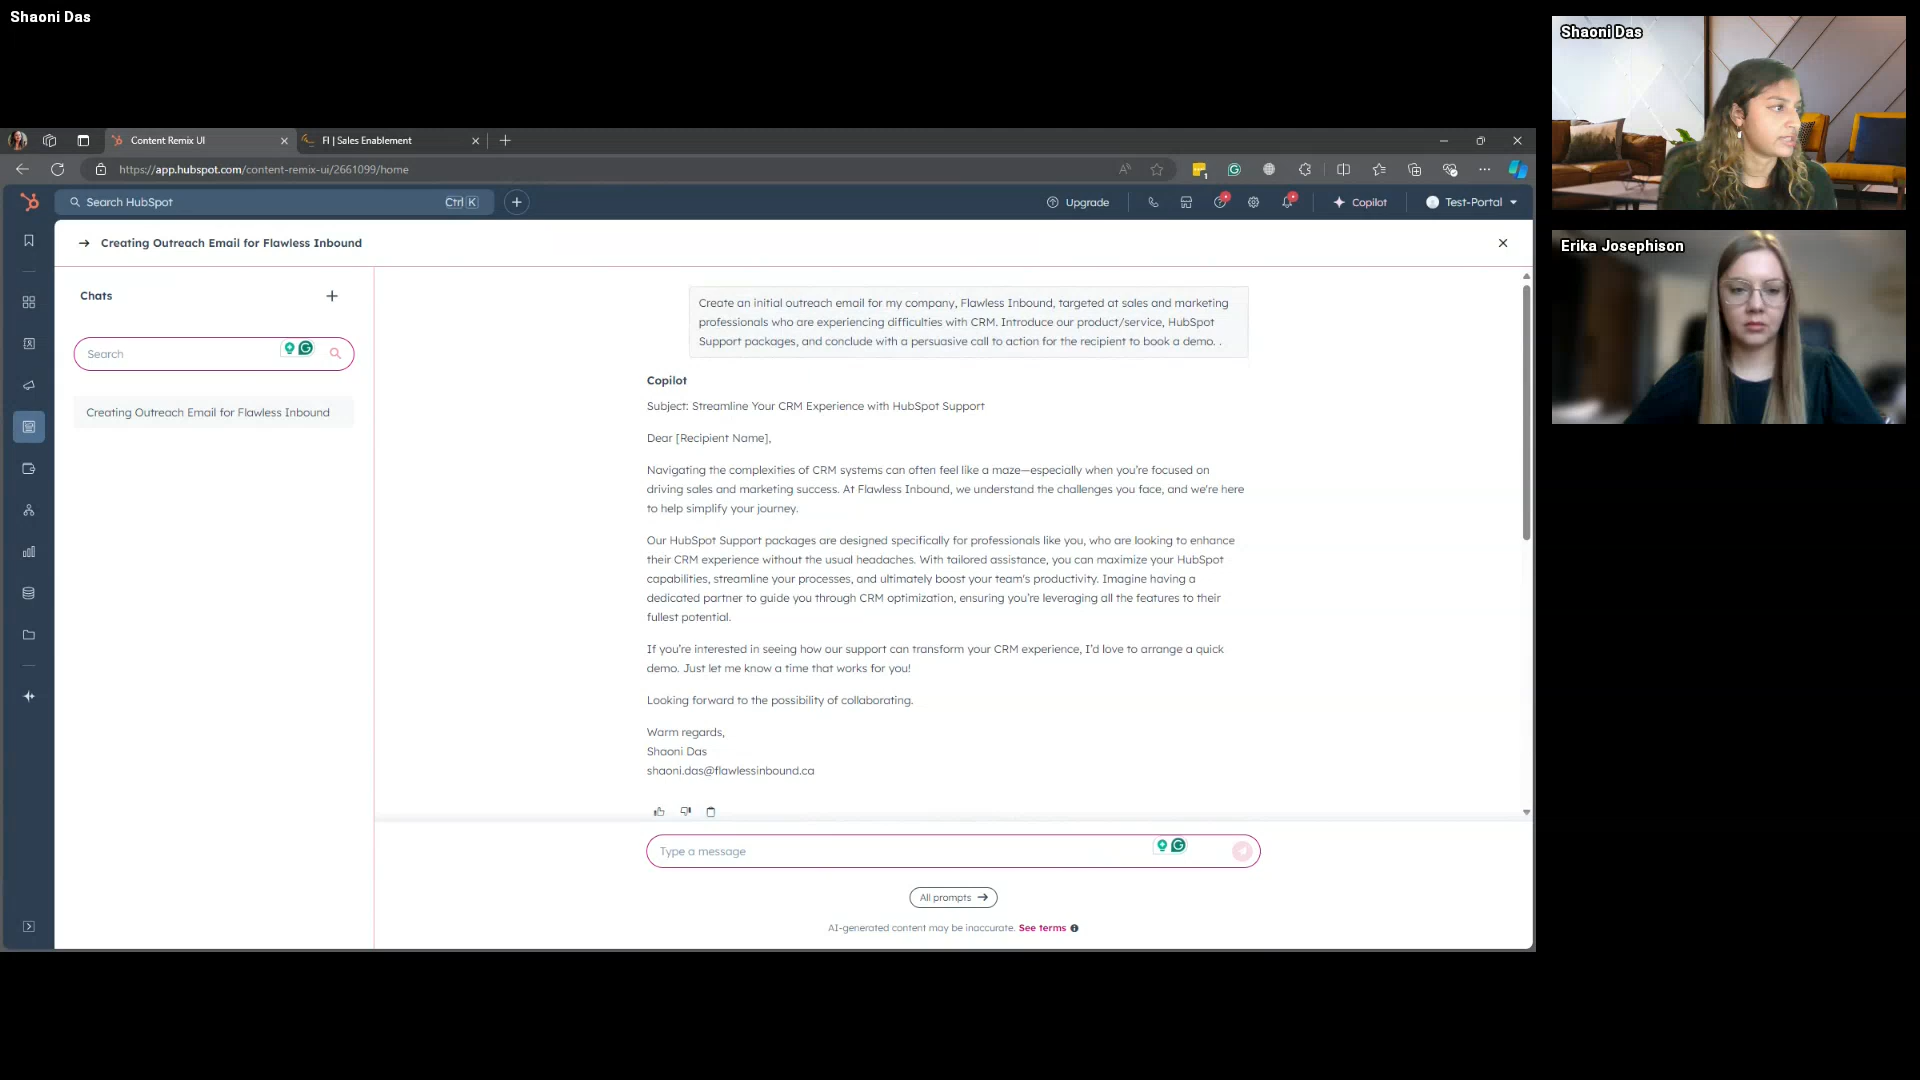 Shaoni Das
Shaoni Das
Erika Josephison
Content Remix UI
FI | Sales Enablement
https://app.hubspot.com/content-remix-ui/2661099/home
Search HubSpot
Ctrl K
Upgrade
Copilot
Test-Portal
Creating Outreach Email for Flawless Inbound
Chats
Search
Creating Outreach Email for Flawless Inbound
Create an initial outreach email for my company, Flawless Inbound, targeted at sales and marketing
professionals who are experiencing difficulties with CRM. Introduce our product/service, HubSpot
Support packages, and conclude with a persuasive call to action for the recipient to book a demo. .
Copilot
Subject: Streamline Your CRM Experience with HubSpot Support
Dear [Recipient Name],
Navigating the complexities of CRM systems can often feel like a maze—especially when you're focused on
driving sales and marketing success. At Flawless Inbound, we understand the challenges you face, and we're here
to help simplify your journey.
Our HubSpot Support packages are designed specifically for professionals like you, who are looking to enhance
their CRM experience without the usual headaches. With tailored assistance, you can maximize your HubSpot
capabilities, streamline your processes, and ultimately boost your team's productivity. Imagine having a
dedicated partner to guide you through CRM optimization, ensuring you're leveraging all the features to their
fullest potential.
If you're interested in seeing how our support can transform your CRM experience, I'd love to arrange a quick
demo. Just let me know a time that works for you!
Looking forward to the possibility of collaborating.
Warm regards,
Shaoni Das
shaoni.das@flawlessinbound.ca
Type a message
All prompts
AI-generated content may be inaccurate. See terms